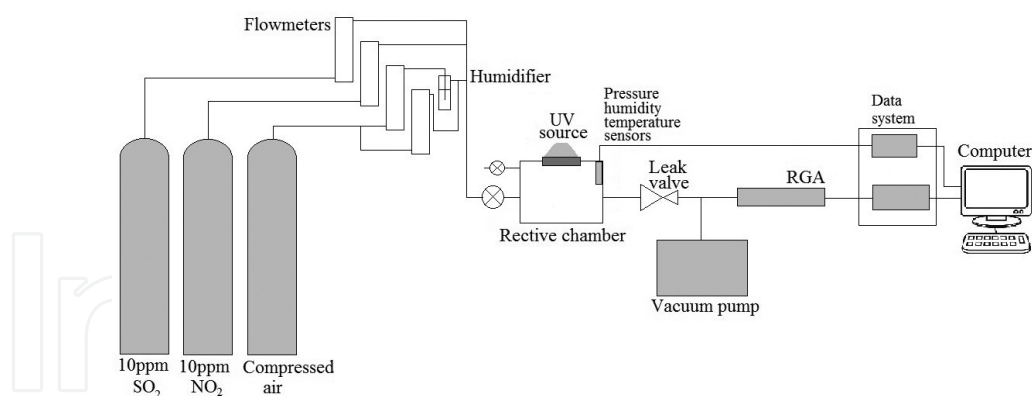 Flowmeters
Humidifier
Pressure
humidity
temperature
sensors
UV
source
Data
system
Computer
Leak
valve
RGA
Rective chamber
Vacuum pump
10ppm
SO₂
10ppm
NO₂
Compressed
air
In